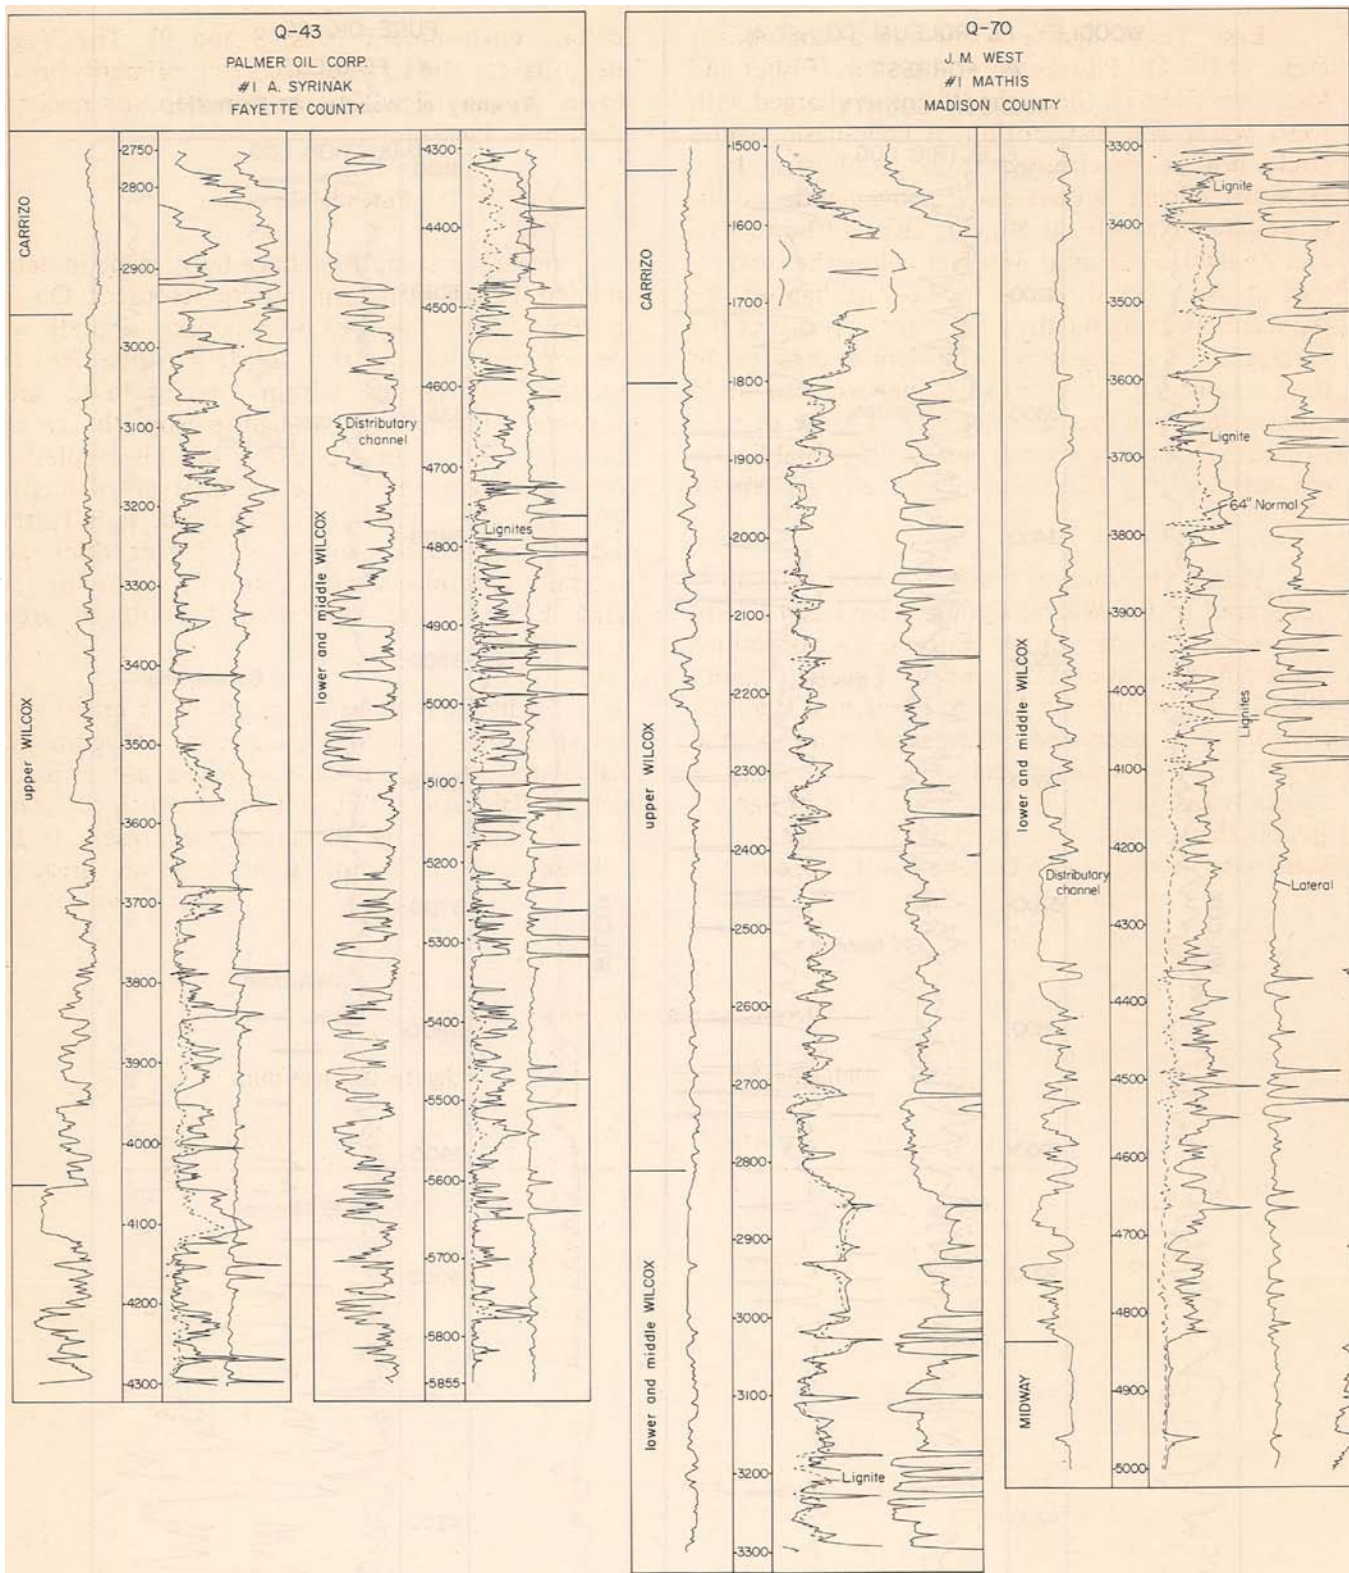 Q-43
PALMER OIL CORP.
#1 A. SYRINAK
FAYETTE COUNTY
CARRIZO
upper WILCOX
2750
2800
2900
3000
3100
3200
3300
3400
3500
3600
3700
3800
3900
4000
4100
4200
4300
lower and middle WILCOX
Distributary
channel
4300
4400
4500
4600
4700
4800
4900
5000
5100
5200
5300
5400
5500
5600
5700
5800
5855
Lignites
Q-70
J. M. WEST
#1 MATHIS
MADISON COUNTY
CARRIZO
upper WILCOX
lower and middle WILCOX
1500
1600
1700
1800
1900
2000
2100
2200
2300
2400
2500
2600
2700
2800
2900
3000
3100
3200
3300
Lignite
lower and middle WILCOX
MIDWAY
Distributary
channel
3300
3400
3500
3600
3700
3800
3900
4000
4100
4200
4300
4400
4500
4600
4700
4800
4900
5000
Lignite
Lignite
64" Normal
Lignites
Lateral